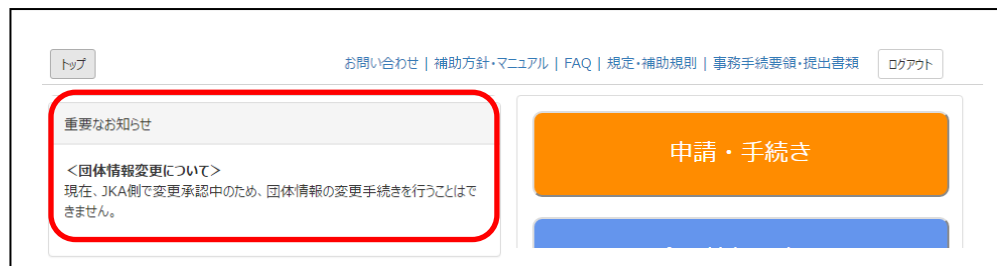 トップ
お問い合わせ | 補助方針・マニュアル | FAQ | 規定・補助規則 | 事務手続要領・提出書類
ログアウト
重要なお知らせ
＜団体情報変更について＞
現在、JKA側で変更承認中のため、団体情報の変更手続きを行うことはで
きません。
申請・手続き